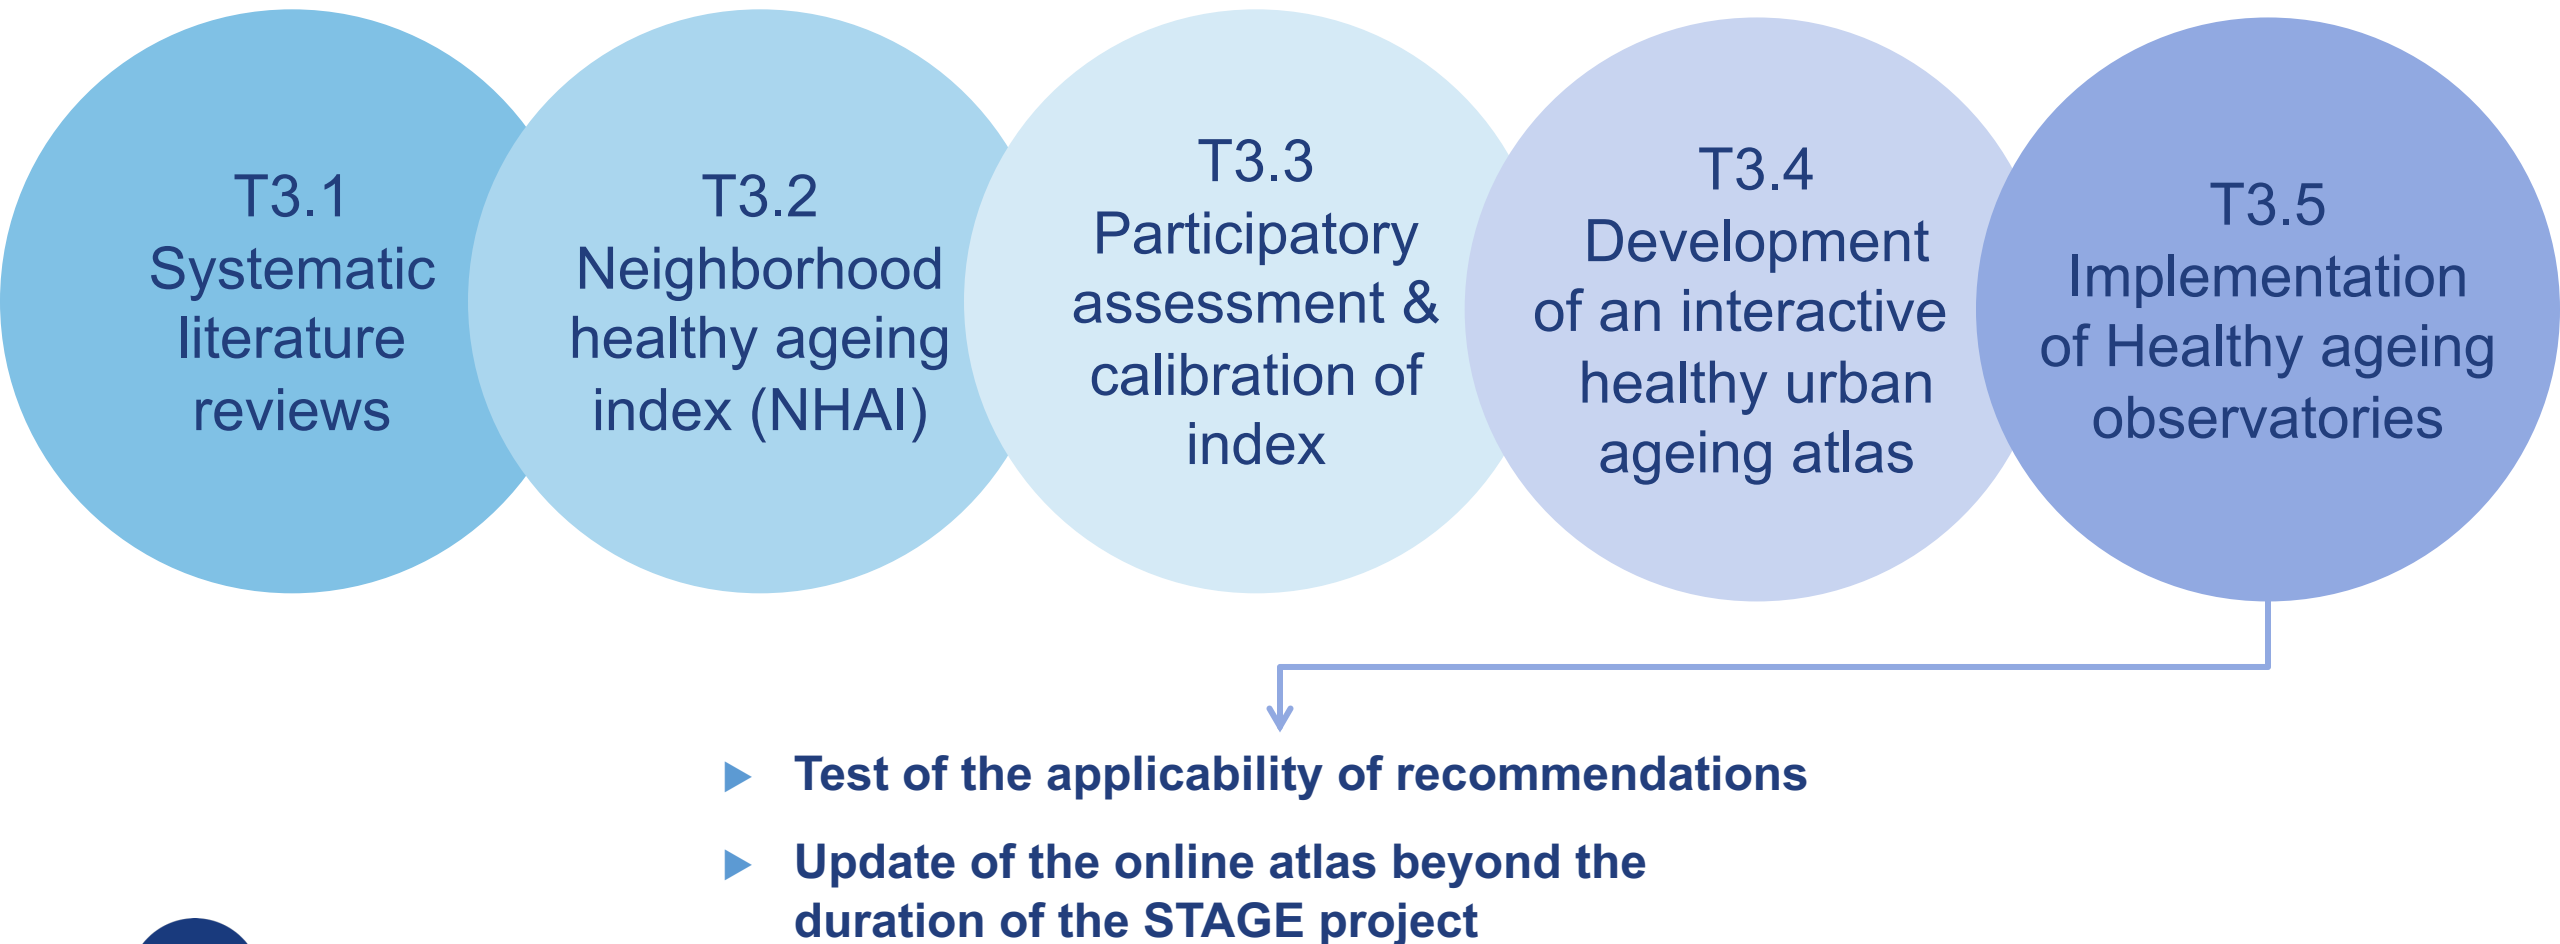 T3.1
Systematic
literature
reviews
T3.2
Neighborhood
healthy ageing
index (NHAI)
T3.3
Participatory
assessment &
calibration of
index
T3.4
Development
of an interactive
healthy urban
ageing atlas
T3.5
Implementation
of Healthy ageing
observatories
Test of the applicability of recommendations
Update of the online atlas beyond the
duration of the STAGE project